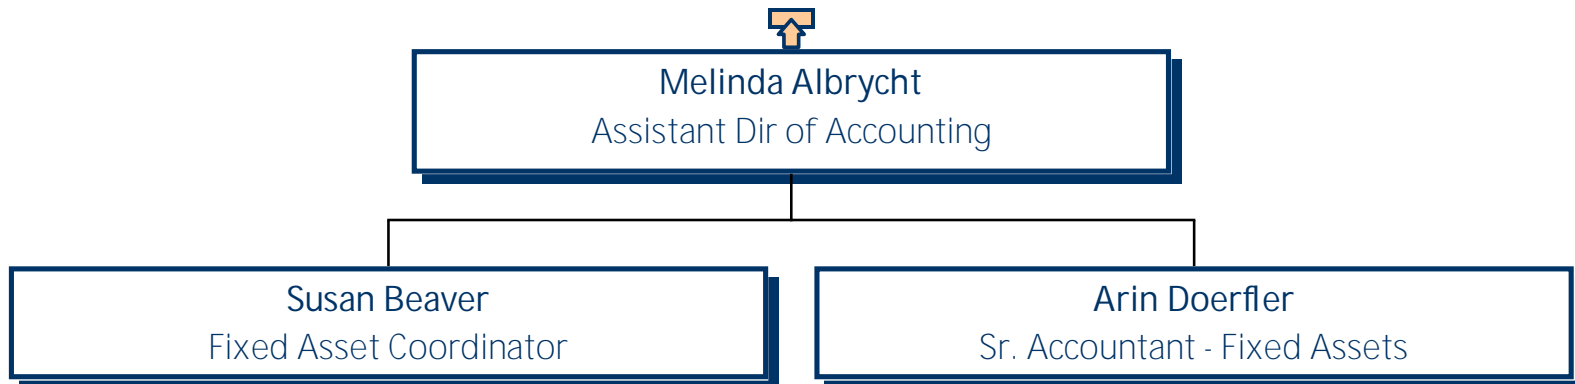 Melinda Albrycht
Assistant Dir of Accounting
Susan Beaver
Fixed Asset Coordinator
Arin Doerfler
Sr. Accountant - Fixed Assets